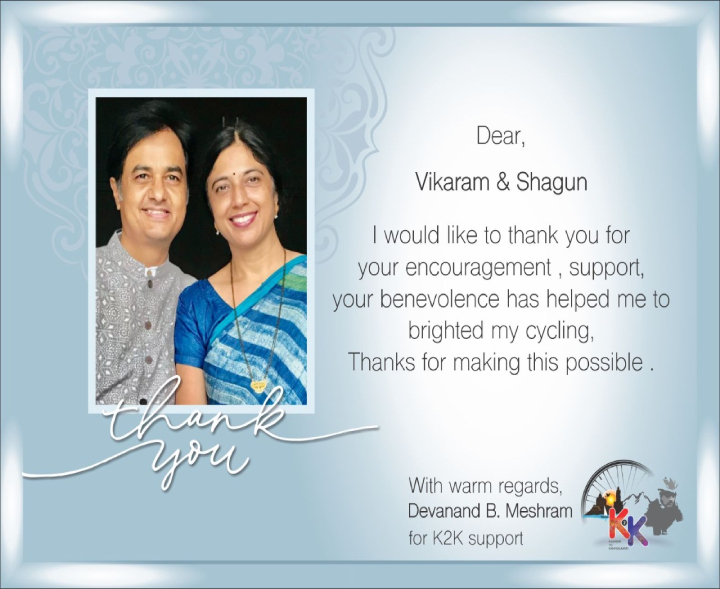 Dear,
Vikaram & Shagun
I would like to thank you for
your encouragement , support,
your benevolence has helped me to
brighted my cycling,
Thanks for making this possible .
thank
you
With warm regards,
Devanand B. Meshram
for K2K support
K2K